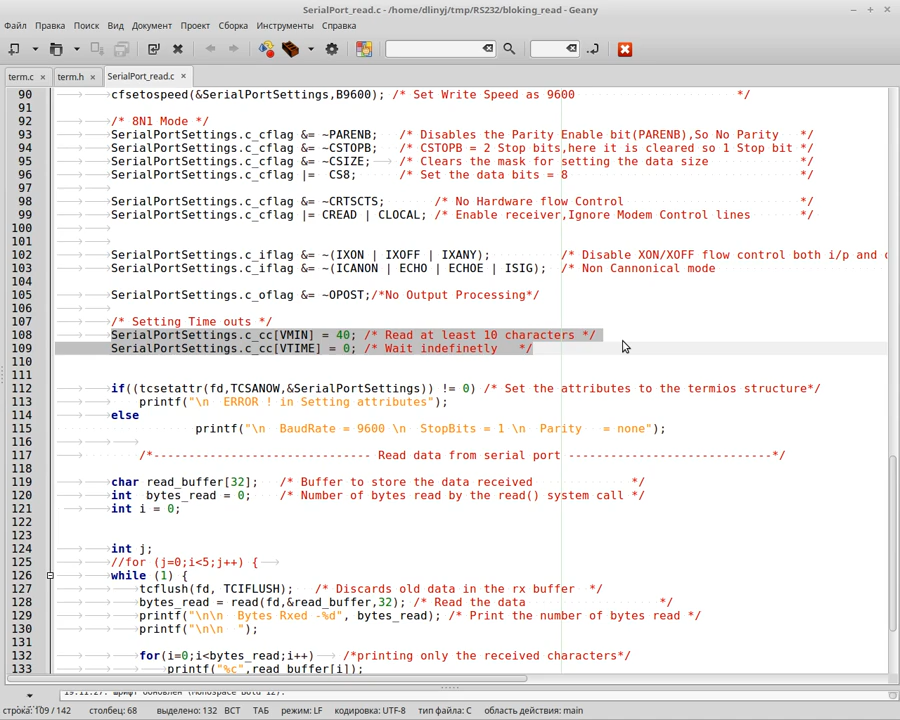 SerialPort_read.c - /home/dlinyj/tmp/RS232/bloking_read - Geany
Файл Правка Поиск Вид Документ Проект Сборка Инструменты Справка
term.c × term.h × SerialPort_read.c ×
90 cfsetospeed(&SerialPortSettings,B9600); /* Set Write Speed as 9600 */
91
92 /* 8N1 Mode */
93 SerialPortSettings.c_cflag &= ~PARENB; /* Disables the Parity Enable bit(PARENB),So No Parity */
94 SerialPortSettings.c_cflag &= ~CSTOPB; /* CSTOPB = 2 Stop bits,here it is cleared so 1 Stop bit */
95 SerialPortSettings.c_cflag &= ~CSIZE; /* Clears the mask for setting the data size */
96 SerialPortSettings.c_cflag |= CS8; /* Set the data bits = 8 */
97
98 SerialPortSettings.c_cflag &= ~CRTSCTS; /* No Hardware flow Control */
99 SerialPortSettings.c_cflag |= CREAD | CLOCAL; /* Enable receiver,Ignore Modem Control lines */
100
101
102 SerialPortSettings.c_iflag &= ~(IXON | IXOFF | IXANY); /* Disable XON/XOFF flow control both i/p and
103 SerialPortSettings.c_iflag &= ~(ICANON | ECHO | ECHOE | ISIG); /* Non Cannonical mode
104
105 SerialPortSettings.c_oflag &= ~OPOST;/*No Output Processing*/
106
107 /* Setting Time outs */
108 SerialPortSettings.c_cc[VMIN] = 40; /* Read at least 10 characters */
109 SerialPortSettings.c_cc[VTIME] = 0; /* Wait indefinetly */
110
111
112 if((tcsetattr(fd,TCSANOW,&SerialPortSettings)) != 0) /* Set the attributes to the termios structure*/
113 printf("\n ERROR ! in Setting attributes");
114 else
115 printf("\n BaudRate = 9600 \n StopBits = 1 \n Parity = none");
116
117 /*------------------------------ Read data from serial port -----------------------------*/
118
119 char read_buffer[32]; /* Buffer to store the data received */
120 int bytes_read = 0; /* Number of bytes read by the read() system call */
121 int i = 0;
122
123
124 int j;
125 //for (j=0;i<5;j++) {
126 while (1) {
127 tcflush(fd, TCIFLUSH); /* Discards old data in the rx buffer */
128 bytes_read = read(fd,&read_buffer,32); /* Read the data */
129 printf("\n\n Bytes Rxed -%d", bytes_read); /* Print the number of bytes read */
130 printf("\n\n ");
131
132 for(i=0;i<bytes_read;i++) /*printing only the received characters*/
133 printf("%c",read_buffer[i]);
строка: 109 / 142 столбец: 68 выделено: 132 ВСТ ТАБ режим: LF кодировка: UTF-8 тип файла: C область действия: main